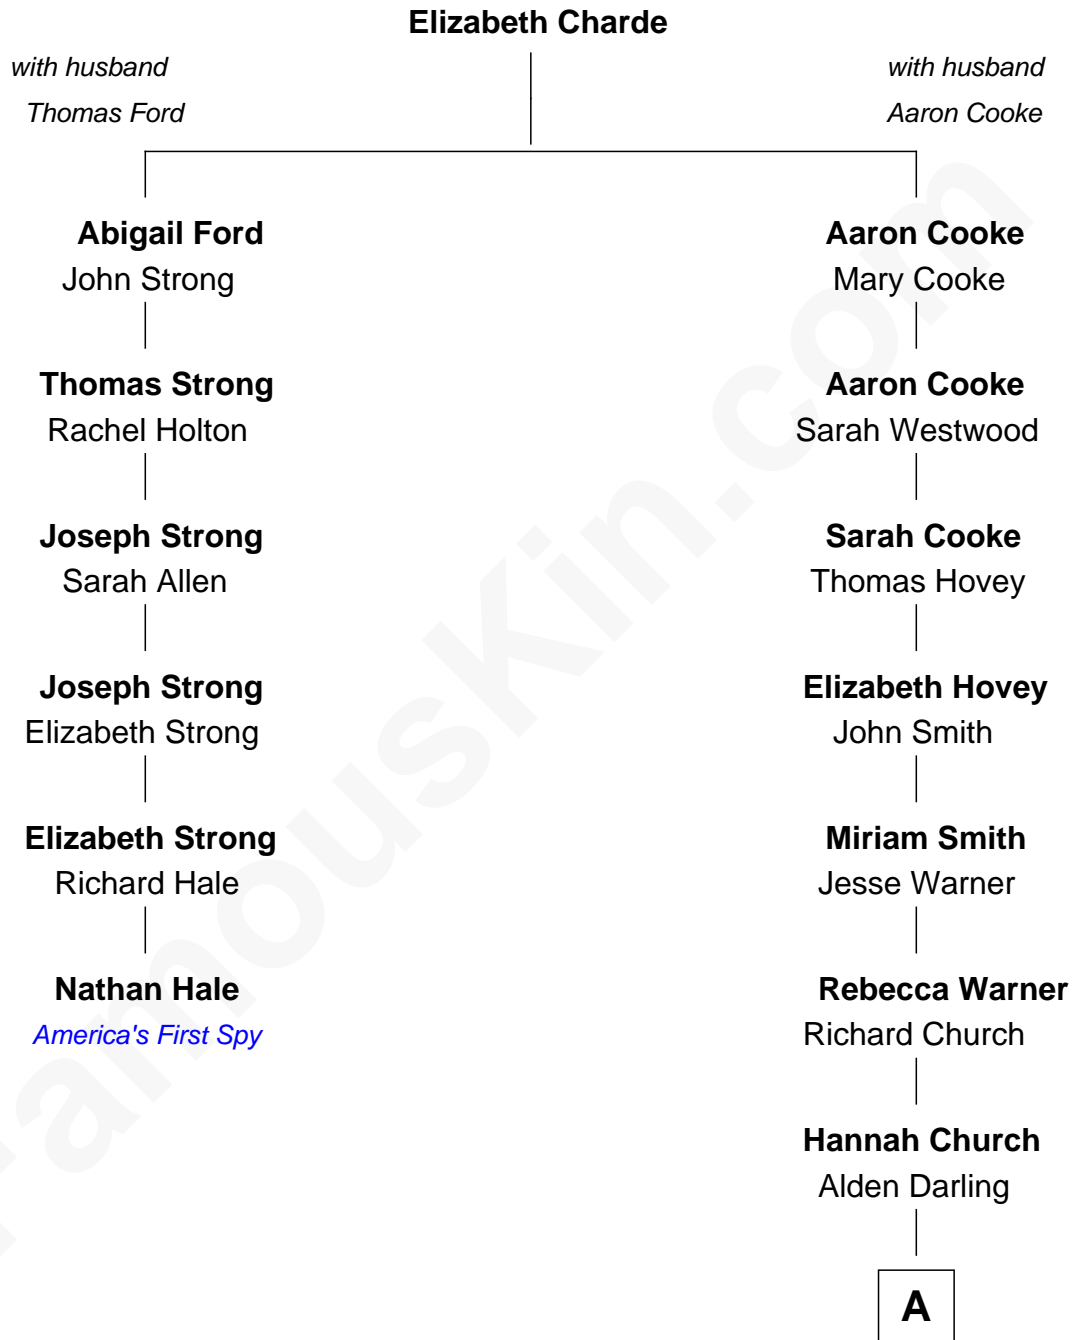 Elizabeth Charde
with husband
Thomas Ford
with husband
Aaron Cooke
Abigail Ford
John Strong
Aaron Cooke
Mary Cooke
Thomas Strong
Rachel Holton
Aaron Cooke
Sarah Westwood
Joseph Strong
Sarah Allen
Sarah Cooke
Thomas Hovey
Joseph Strong
Elizabeth Strong
Elizabeth Hovey
John Smith
Elizabeth Strong
Richard Hale
Miriam Smith
Jesse Warner
Nathan Hale
America's First Spy
Rebecca Warner
Richard Church
Hannah Church
Alden Darling
A
FamousKin.com